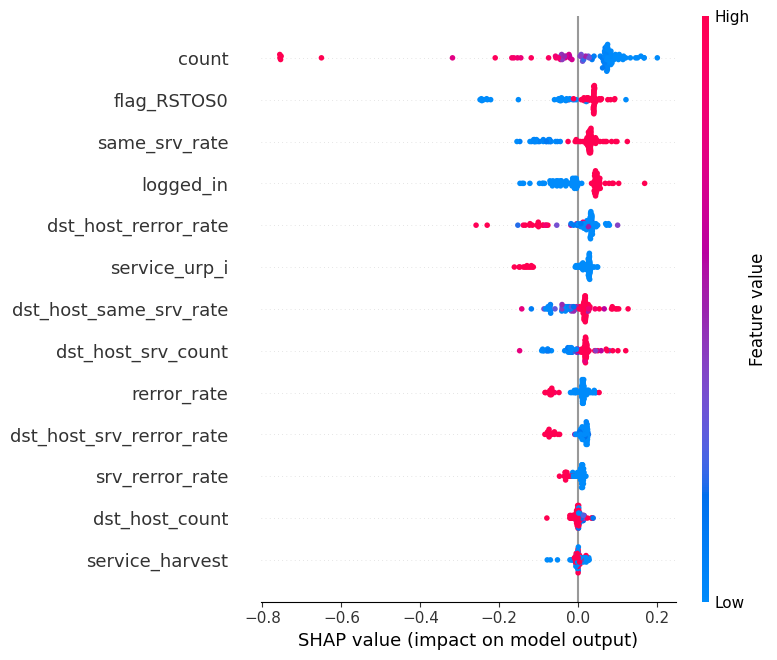 High
count
flag_RSTOS0
same_srv_rate
logged_in
dst_host_rerror_rate
service_urp_i
dst_host_same_srv_rate
dst_host_srv_count
rerror_rate
dst_host_srv_rerror_rate
srv_rerror_rate
dst_host_count
service_harvest
Feature value
Low
−0.8 −0.6 −0.4 −0.2 0.0 0.2
SHAP value (impact on model output)